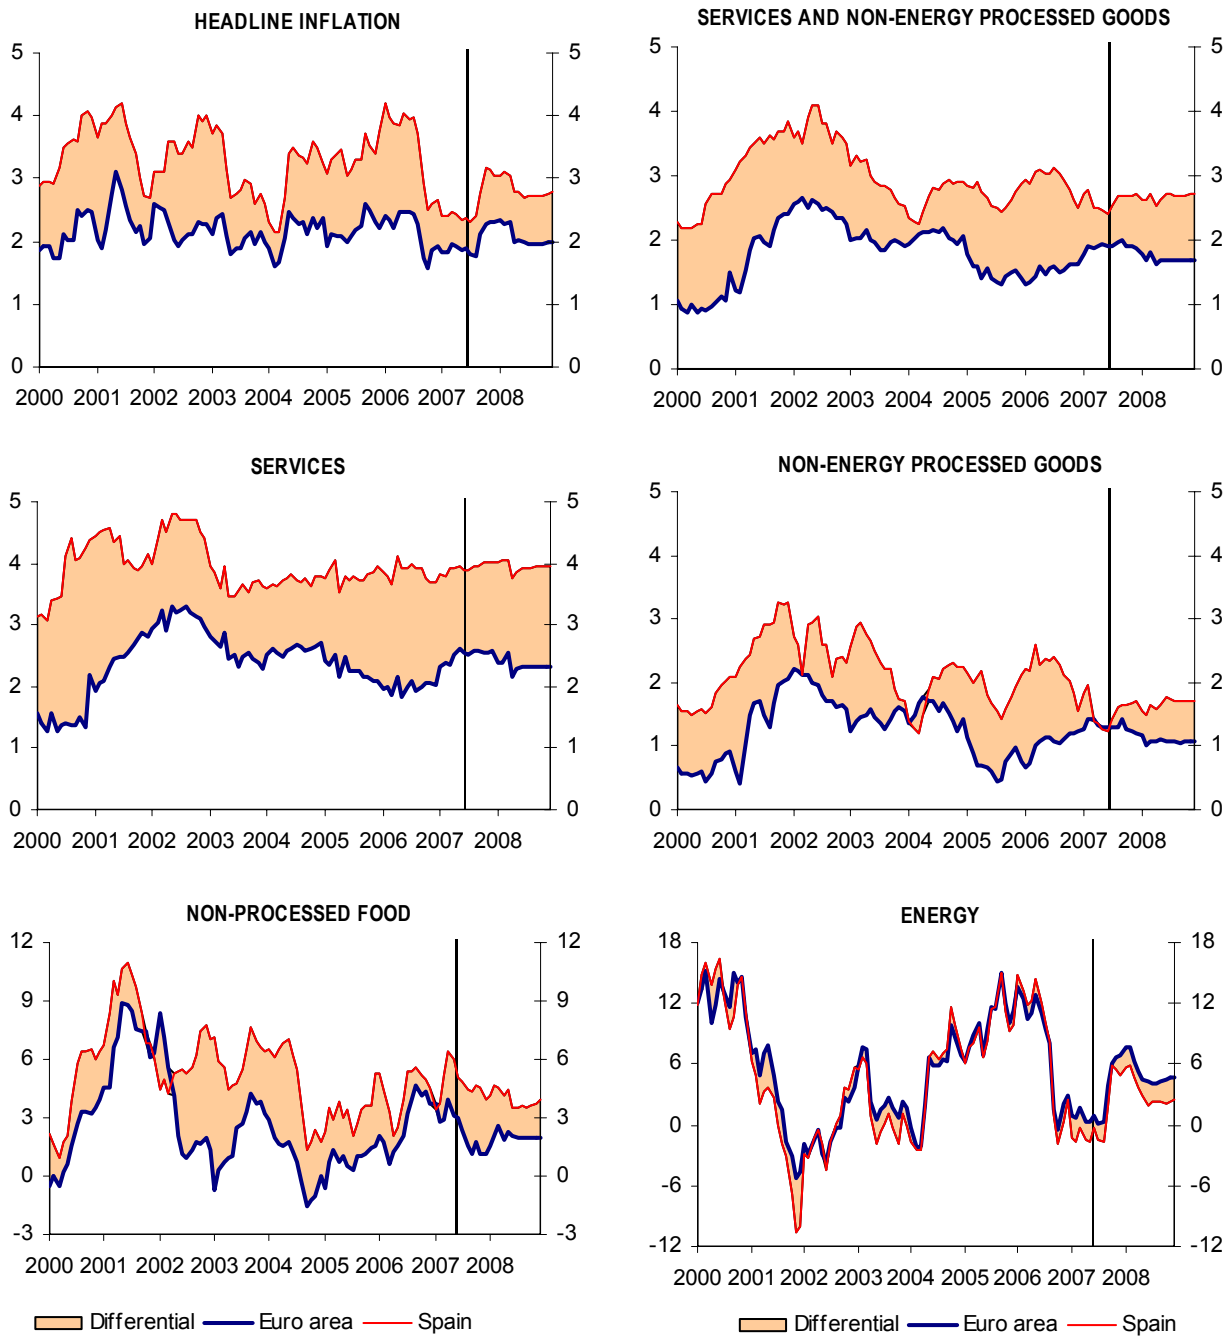 HEADLINE INFLATION
5 5
4 4
3 3
2 2
1 1
0 0
2000 2001 2002 2003 2004 2005 2006 2007 2008
SERVICES AND NON-ENERGY PROCESSED GOODS
5 5
4 4
3 3
2 2
1 1
0 0
2000 2001 2002 2003 2004 2005 2006 2007 2008
SERVICES
5 5
4 4
3 3
2 2
1 1
0 0
2000 2001 2002 2003 2004 2005 2006 2007 2008
NON-ENERGY PROCESSED GOODS
5 5
4 4
3 3
2 2
1 1
0 0
2000 2001 2002 2003 2004 2005 2006 2007 2008
NON-PROCESSED FOOD
12 12
9 9
6 6
3 3
0 0
-3 -3
2000 2001 2002 2003 2004 2005 2006 2007 2008
Differential Euro area Spain
ENERGY
18 18
12 12
6 6
0 0
-6 -6
-12 -12
2000 2001 2002 2003 2004 2005 2006 2007 2008
Differential Euro area Spain